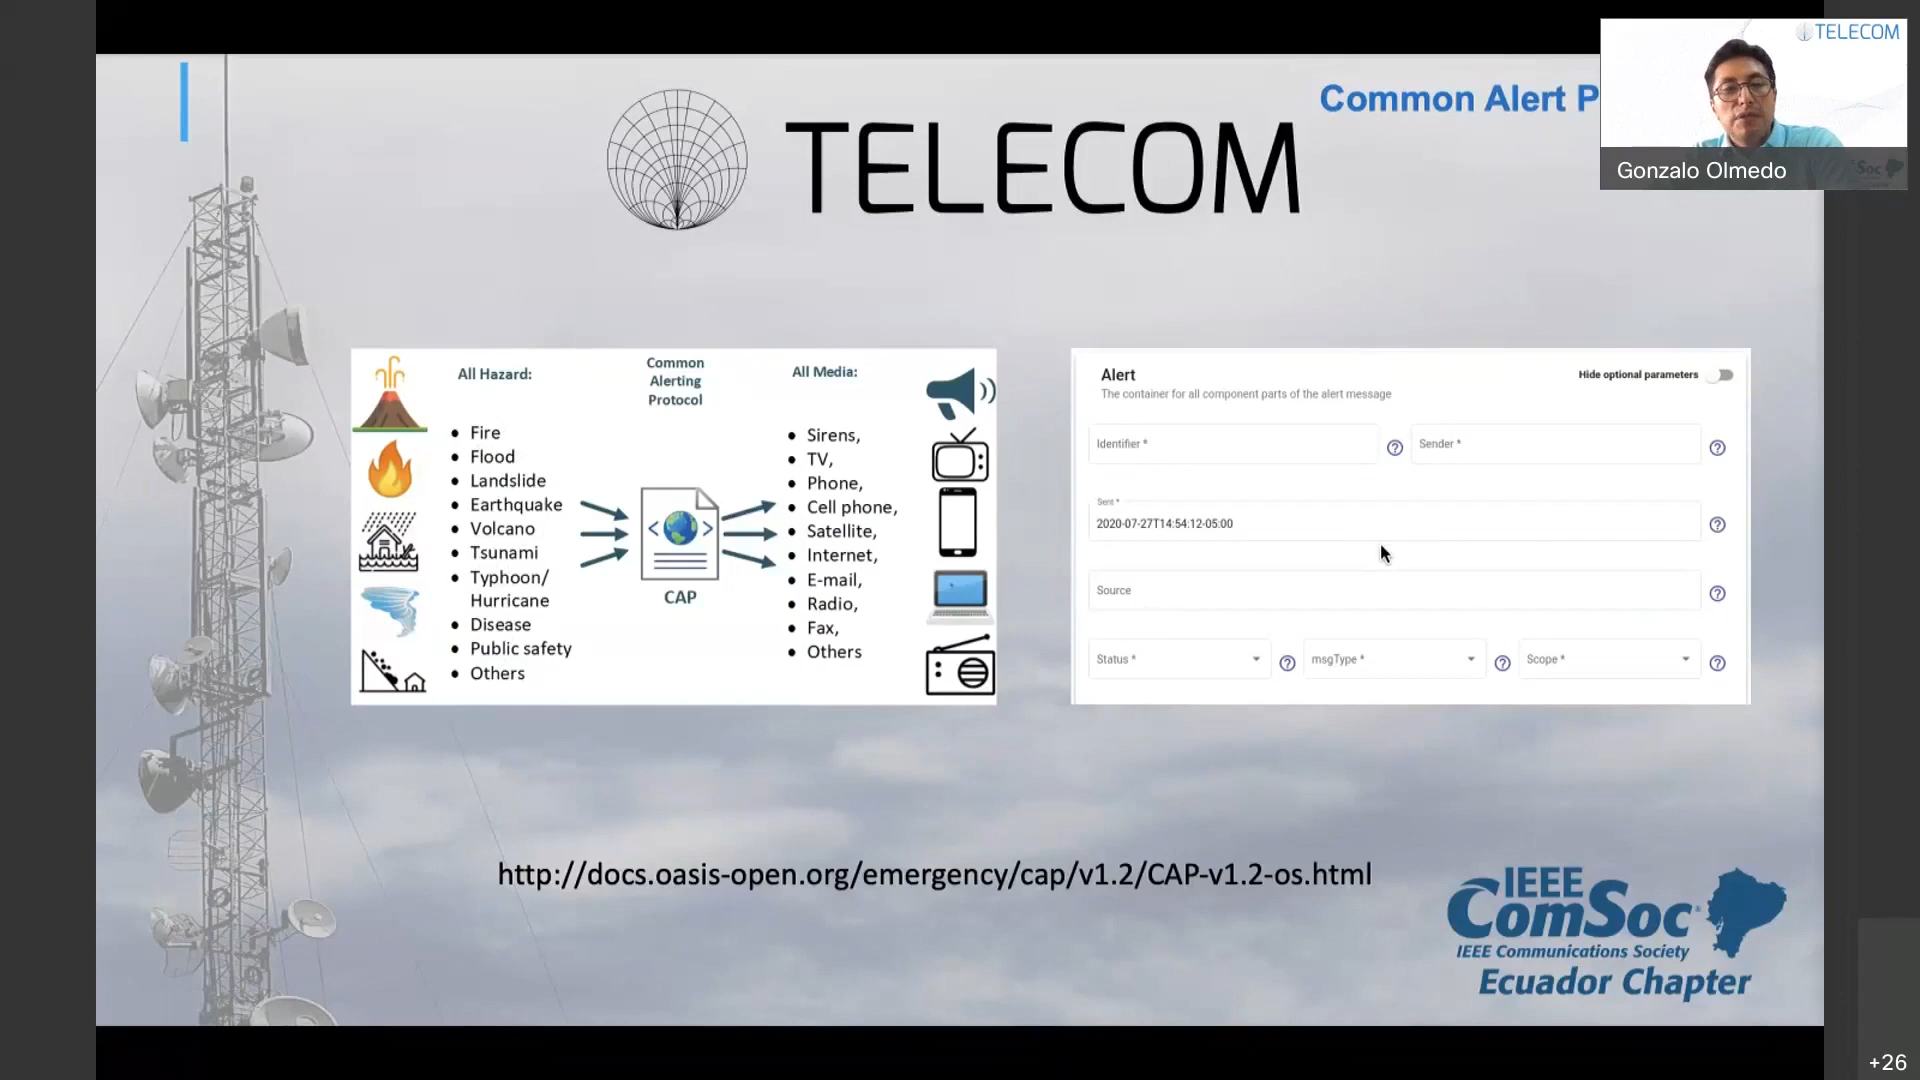 TELECOM
Common Alert P
TELECOM
Gonzalo Olmedo
All Hazard:
Fire
Flood
Landslide
Earthquake
Volcano
Tsunami
Typhoon/
Hurricane
Disease
Public safety
Others
Common
Alerting
Protocol
CAP
All Media:
Sirens,
TV,
Phone,
Cell phone,
Satellite,
Internet,
E-mail,
Radio,
Fax,
Others
Alert
Hide optional parameters
The container for all component parts of the alert message
Identifier *
Sender *
Sent *
2020-07-27T14:54:12-05:00
Source
Status *
msgType *
Scope *
http://docs.oasis-open.org/emergency/cap/v1.2/CAP-v1.2-os.html
IEEE
ComSoc
IEEE Communications Society
Ecuador Chapter
+26